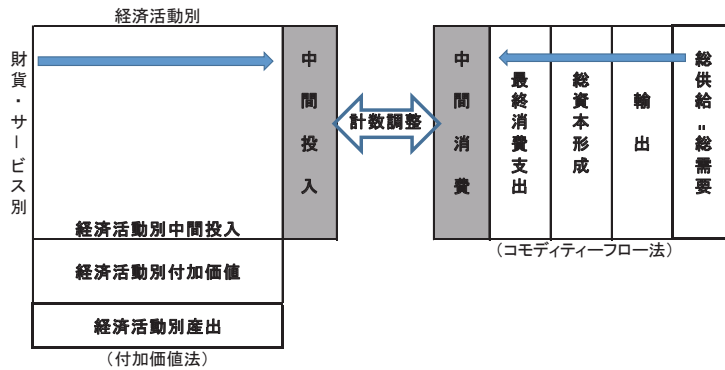 経済活動別
財貨・サービス別
中間投入
計数調整
中間消費
最終消費支出
総資本形成
輸出
総供給=総需要
経済活動別中間投入
(コモディティーフロー法)
経済活動別付加価値
経済活動別産出
(付加価値法)